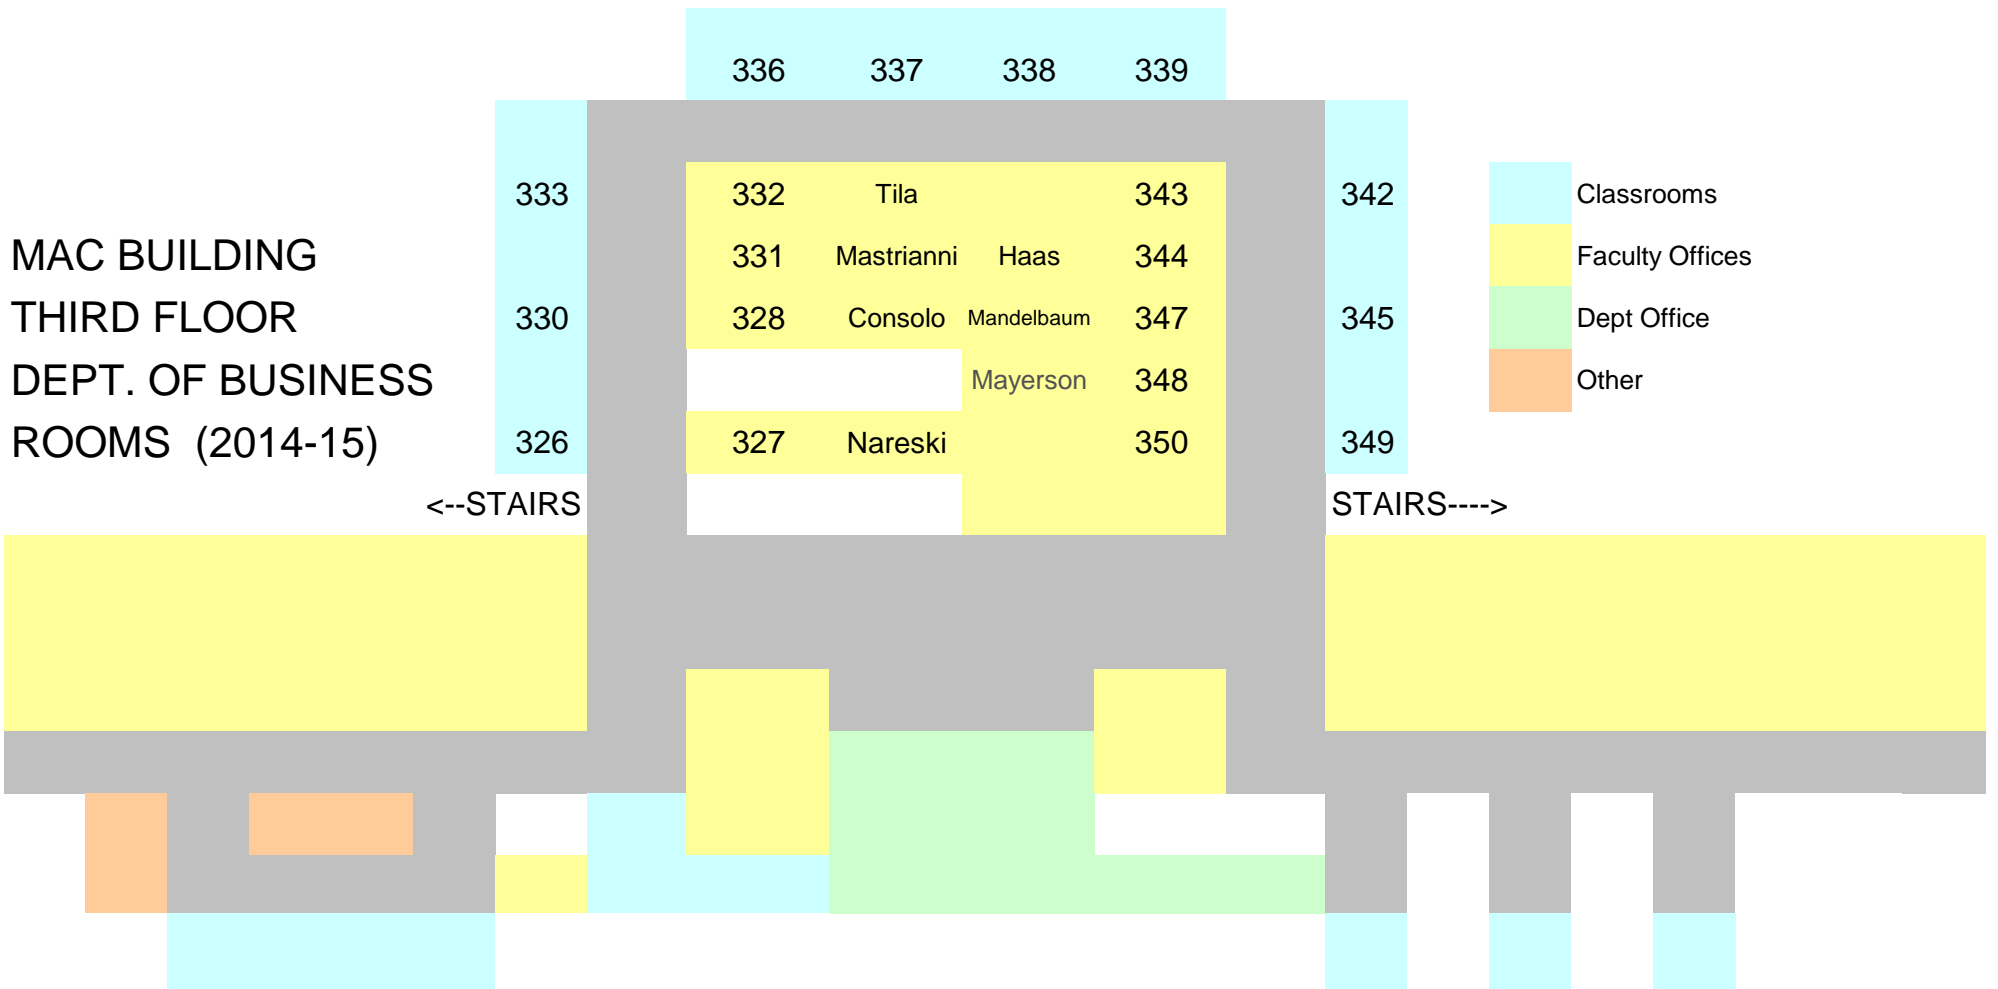 336 337 338 339
333 332 Tila 343 342 Classrooms
MAC BUILDING 331 Mastrianni Haas 344 Faculty Offices
THIRD FLOOR 330 328 Consolo Mandelbaum 347 345 Dept Office
DEPT. OF BUSINESS Mayerson 348 Other
ROOMS (2014-15) 326 327 Nareski 350 349
<--STAIRS STAIRS---->